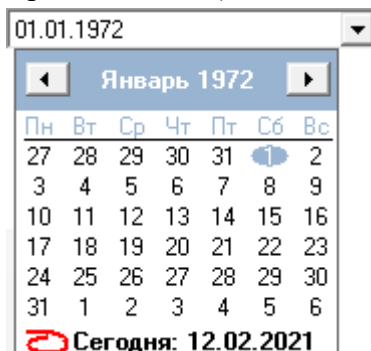 01.01.1972
Январь 1972
Пн Вт Ср Чт Пт Сб Вс
27 28 29 30 31 1 2
3 4 5 6 7 8 9
10 11 12 13 14 15 16
17 18 19 20 21 22 23
24 25 26 27 28 29 30
31 1 2 3 4 5 6
Сегодня: 12.02.2021